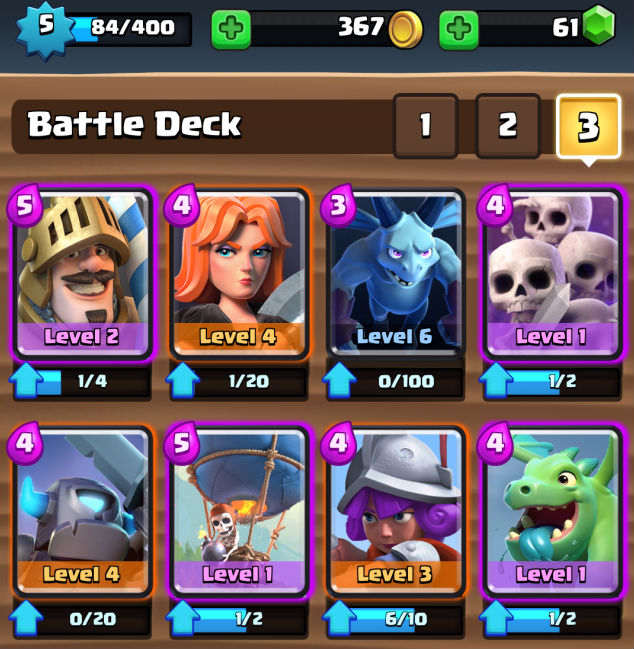 5 84/400 367 61
Battle Deck 1 2 3
5 4 3 4
Level 2 Level 4 Level 6 Level 1
1/4 1/20 0/100 1/2
4 5 4 4
Level 4 Level 1 Level 3 Level 1
0/20 1/2 6/10 1/2